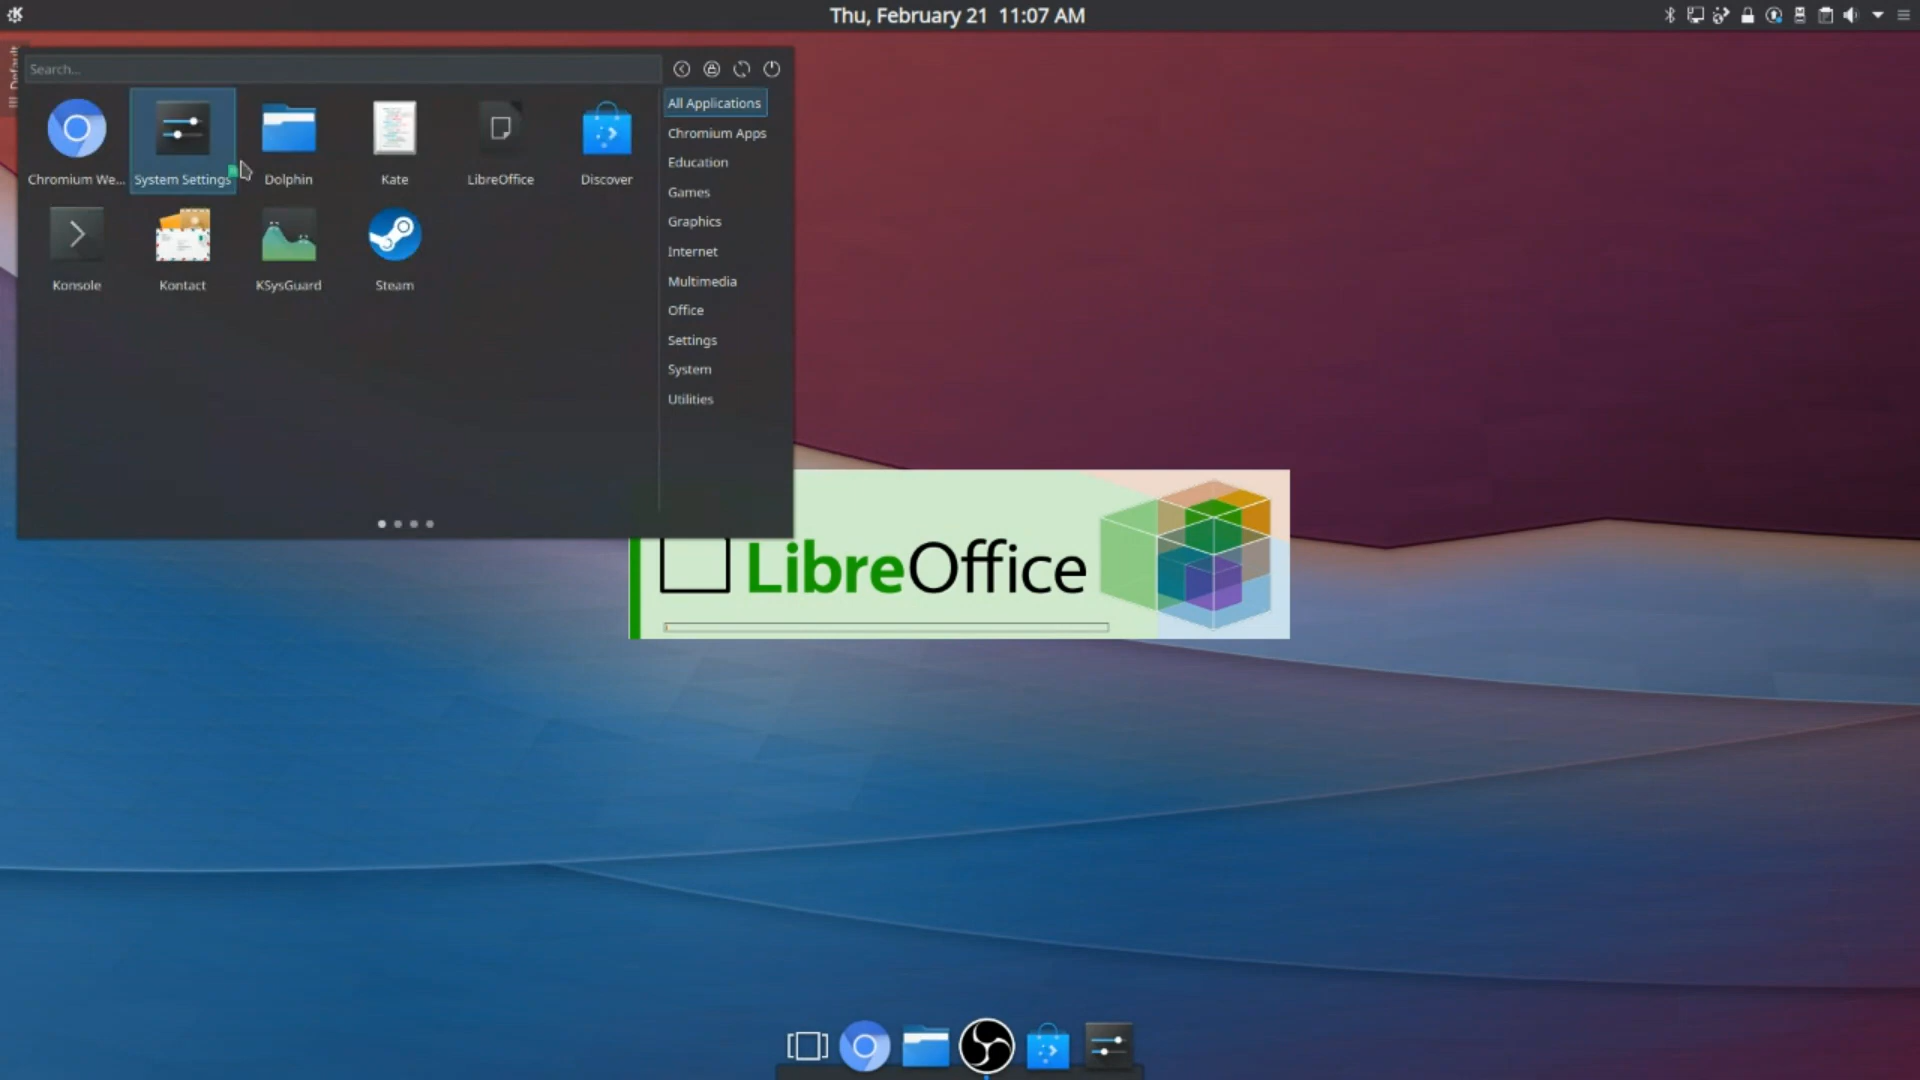 Thu, February 21 11:07 AM
Default
Search...
All Applications
Chromium Apps
Education
Games
Graphics
Internet
Multimedia
Office
Settings
System
Utilities
Chromium We... System Settings Dolphin Kate LibreOffice Discover
Konsole Kontact KSysGuard Steam
LibreOffice